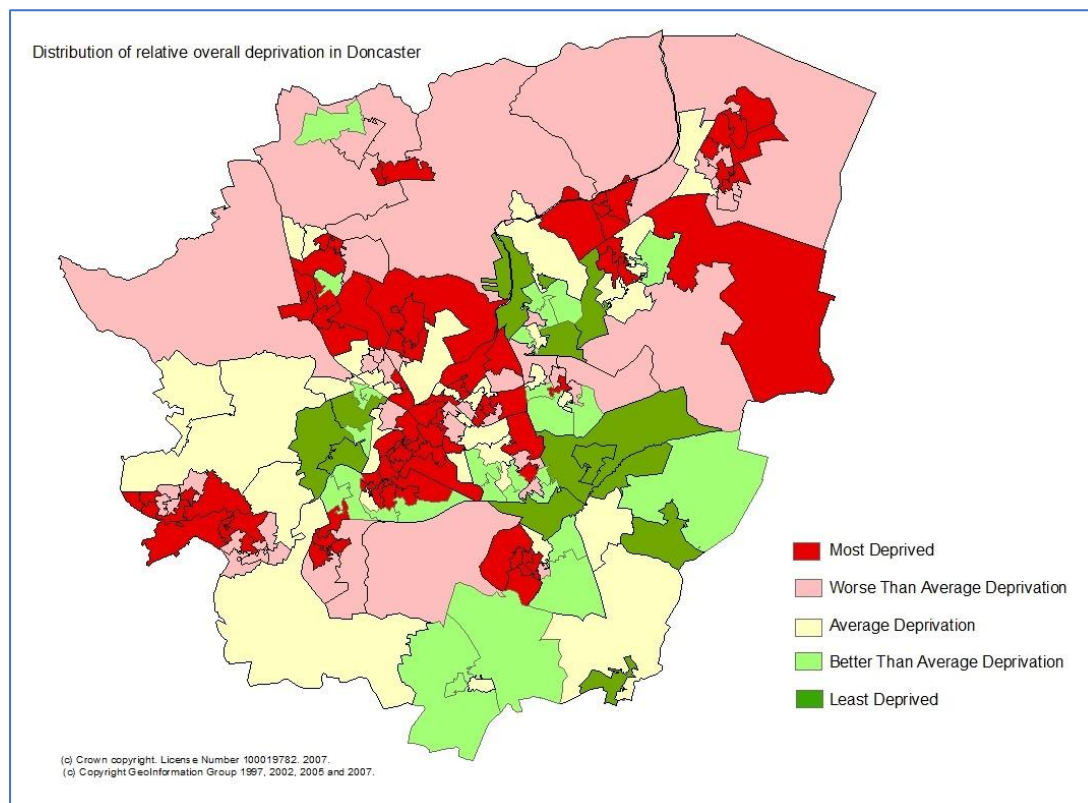 Distribution of relative overall deprivation in Doncaster
Most Deprived
Worse Than Average Deprivation
Average Deprivation
Better Than Average Deprivation
Least Deprived
(c) Crown copyright. License Number 100019782. 2007.
(c) Copyright GeoInformation Group 1997, 2002, 2005 and 2007.